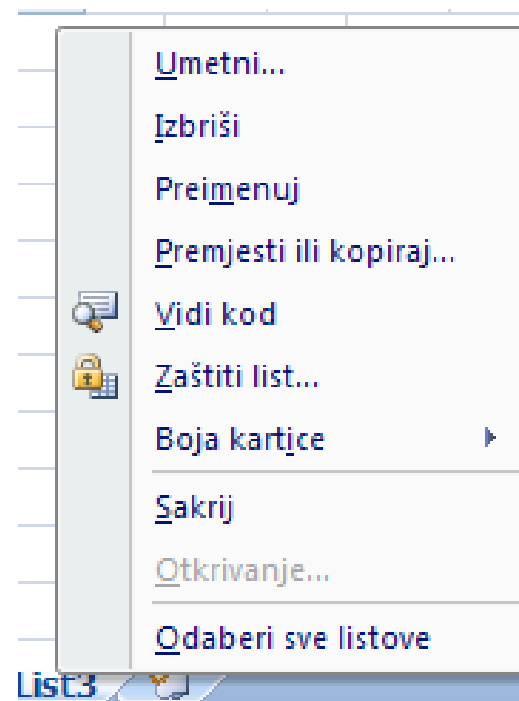 Umetni...
Izbriši
Preimenuj
Premjesti ili kopiraj...
Vidi kod
Zaštiti list...
Boja kartice
Sakrij
Otkrivanje...
Odaberi sve listove
List3